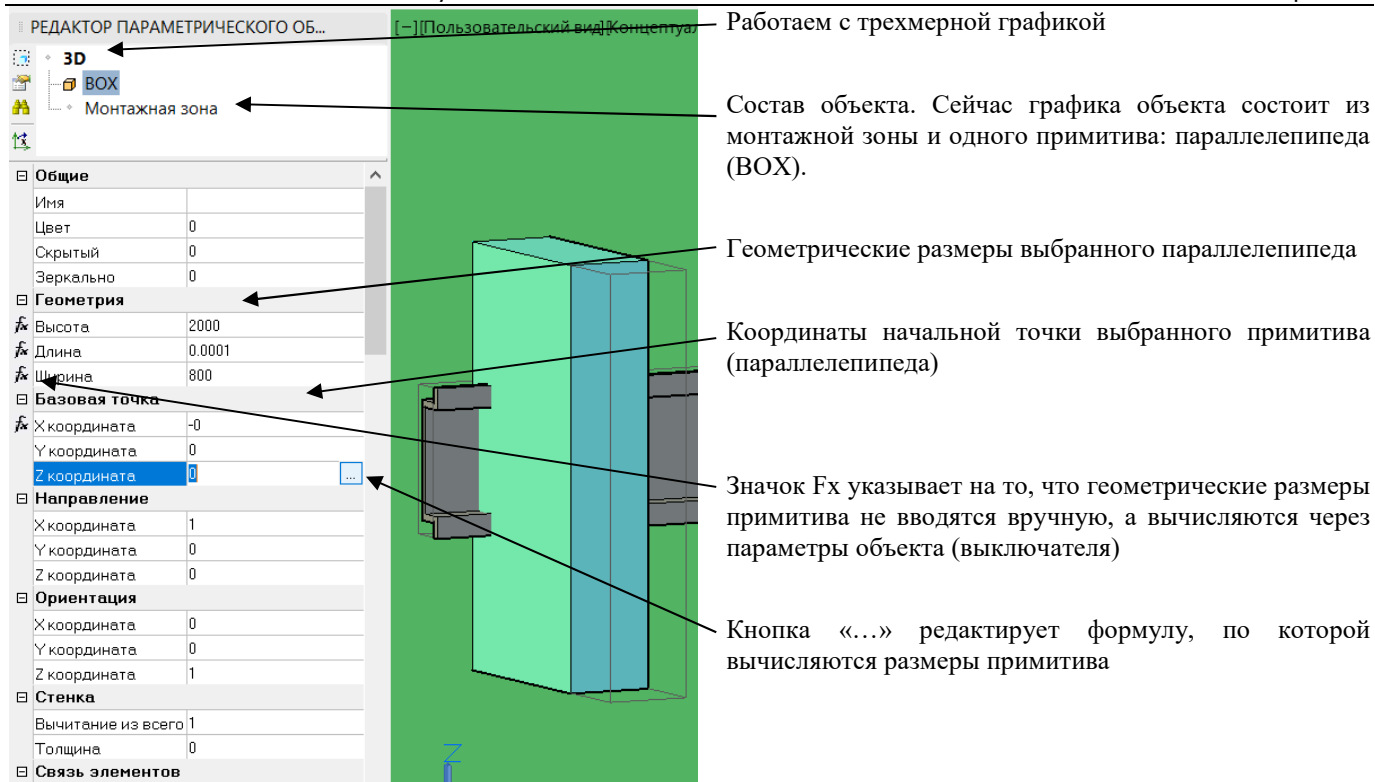 РЕДАКТОР ПАРАМЕТРИЧЕСКОГО ОБ...
3D
BOX
Монтажная зона
Общие
Имя
Цвет 0
Скрытый 0
Зеркально 0
Геометрия
fx Высота 2000
fx Длина 0.0001
fx Ширина 800
Базовая точка
fx X координата -0
Y координата 0
Z координата 0 ...
Направление
X координата 1
Y координата 0
Z координата 0
Ориентация
X координата 0
Y координата 0
Z координата 1
Стенка
Вычитание из всего 1
Толщина 0
Связь элементов
[−][Пользовательский вид][Концептуал
Z
Работаем с трехмерной графикой
Состав объекта. Сейчас графика объекта состоит из
монтажной зоны и одного примитива: параллелепипеда
(BOX).
Геометрические размеры выбранного параллелепипеда
Координаты начальной точки выбранного примитива
(параллелепипеда)
Значок Fx указывает на то, что геометрические размеры
примитива не вводятся вручную, а вычисляются через
параметры объекта (выключателя)
Кнопка «…» редактирует формулу, по которой
вычисляются размеры примитива